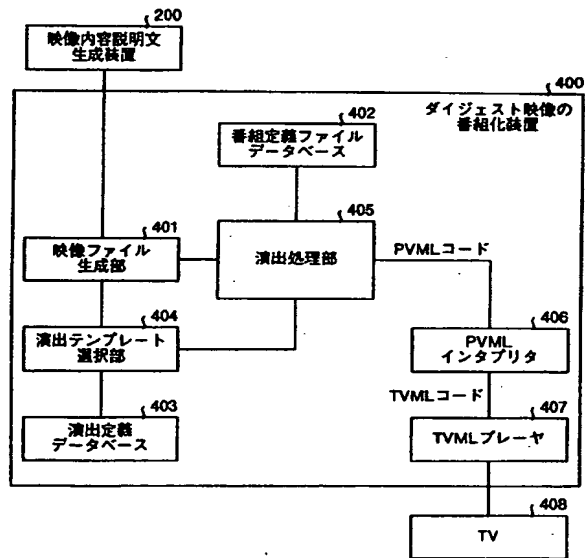 200
映像内容説明文
生成装置
400
ダイジェスト映像の
番組化装置
402
番組定義ファイル
データベース
405
演出処理部
401
映像ファイル
生成部
PVMLコード
404
演出テンプレート
選択部
406
PVML
インタプリタ
TVMLコード
403
演出定義
データベース
407
TVMLプレーヤ
408
TV